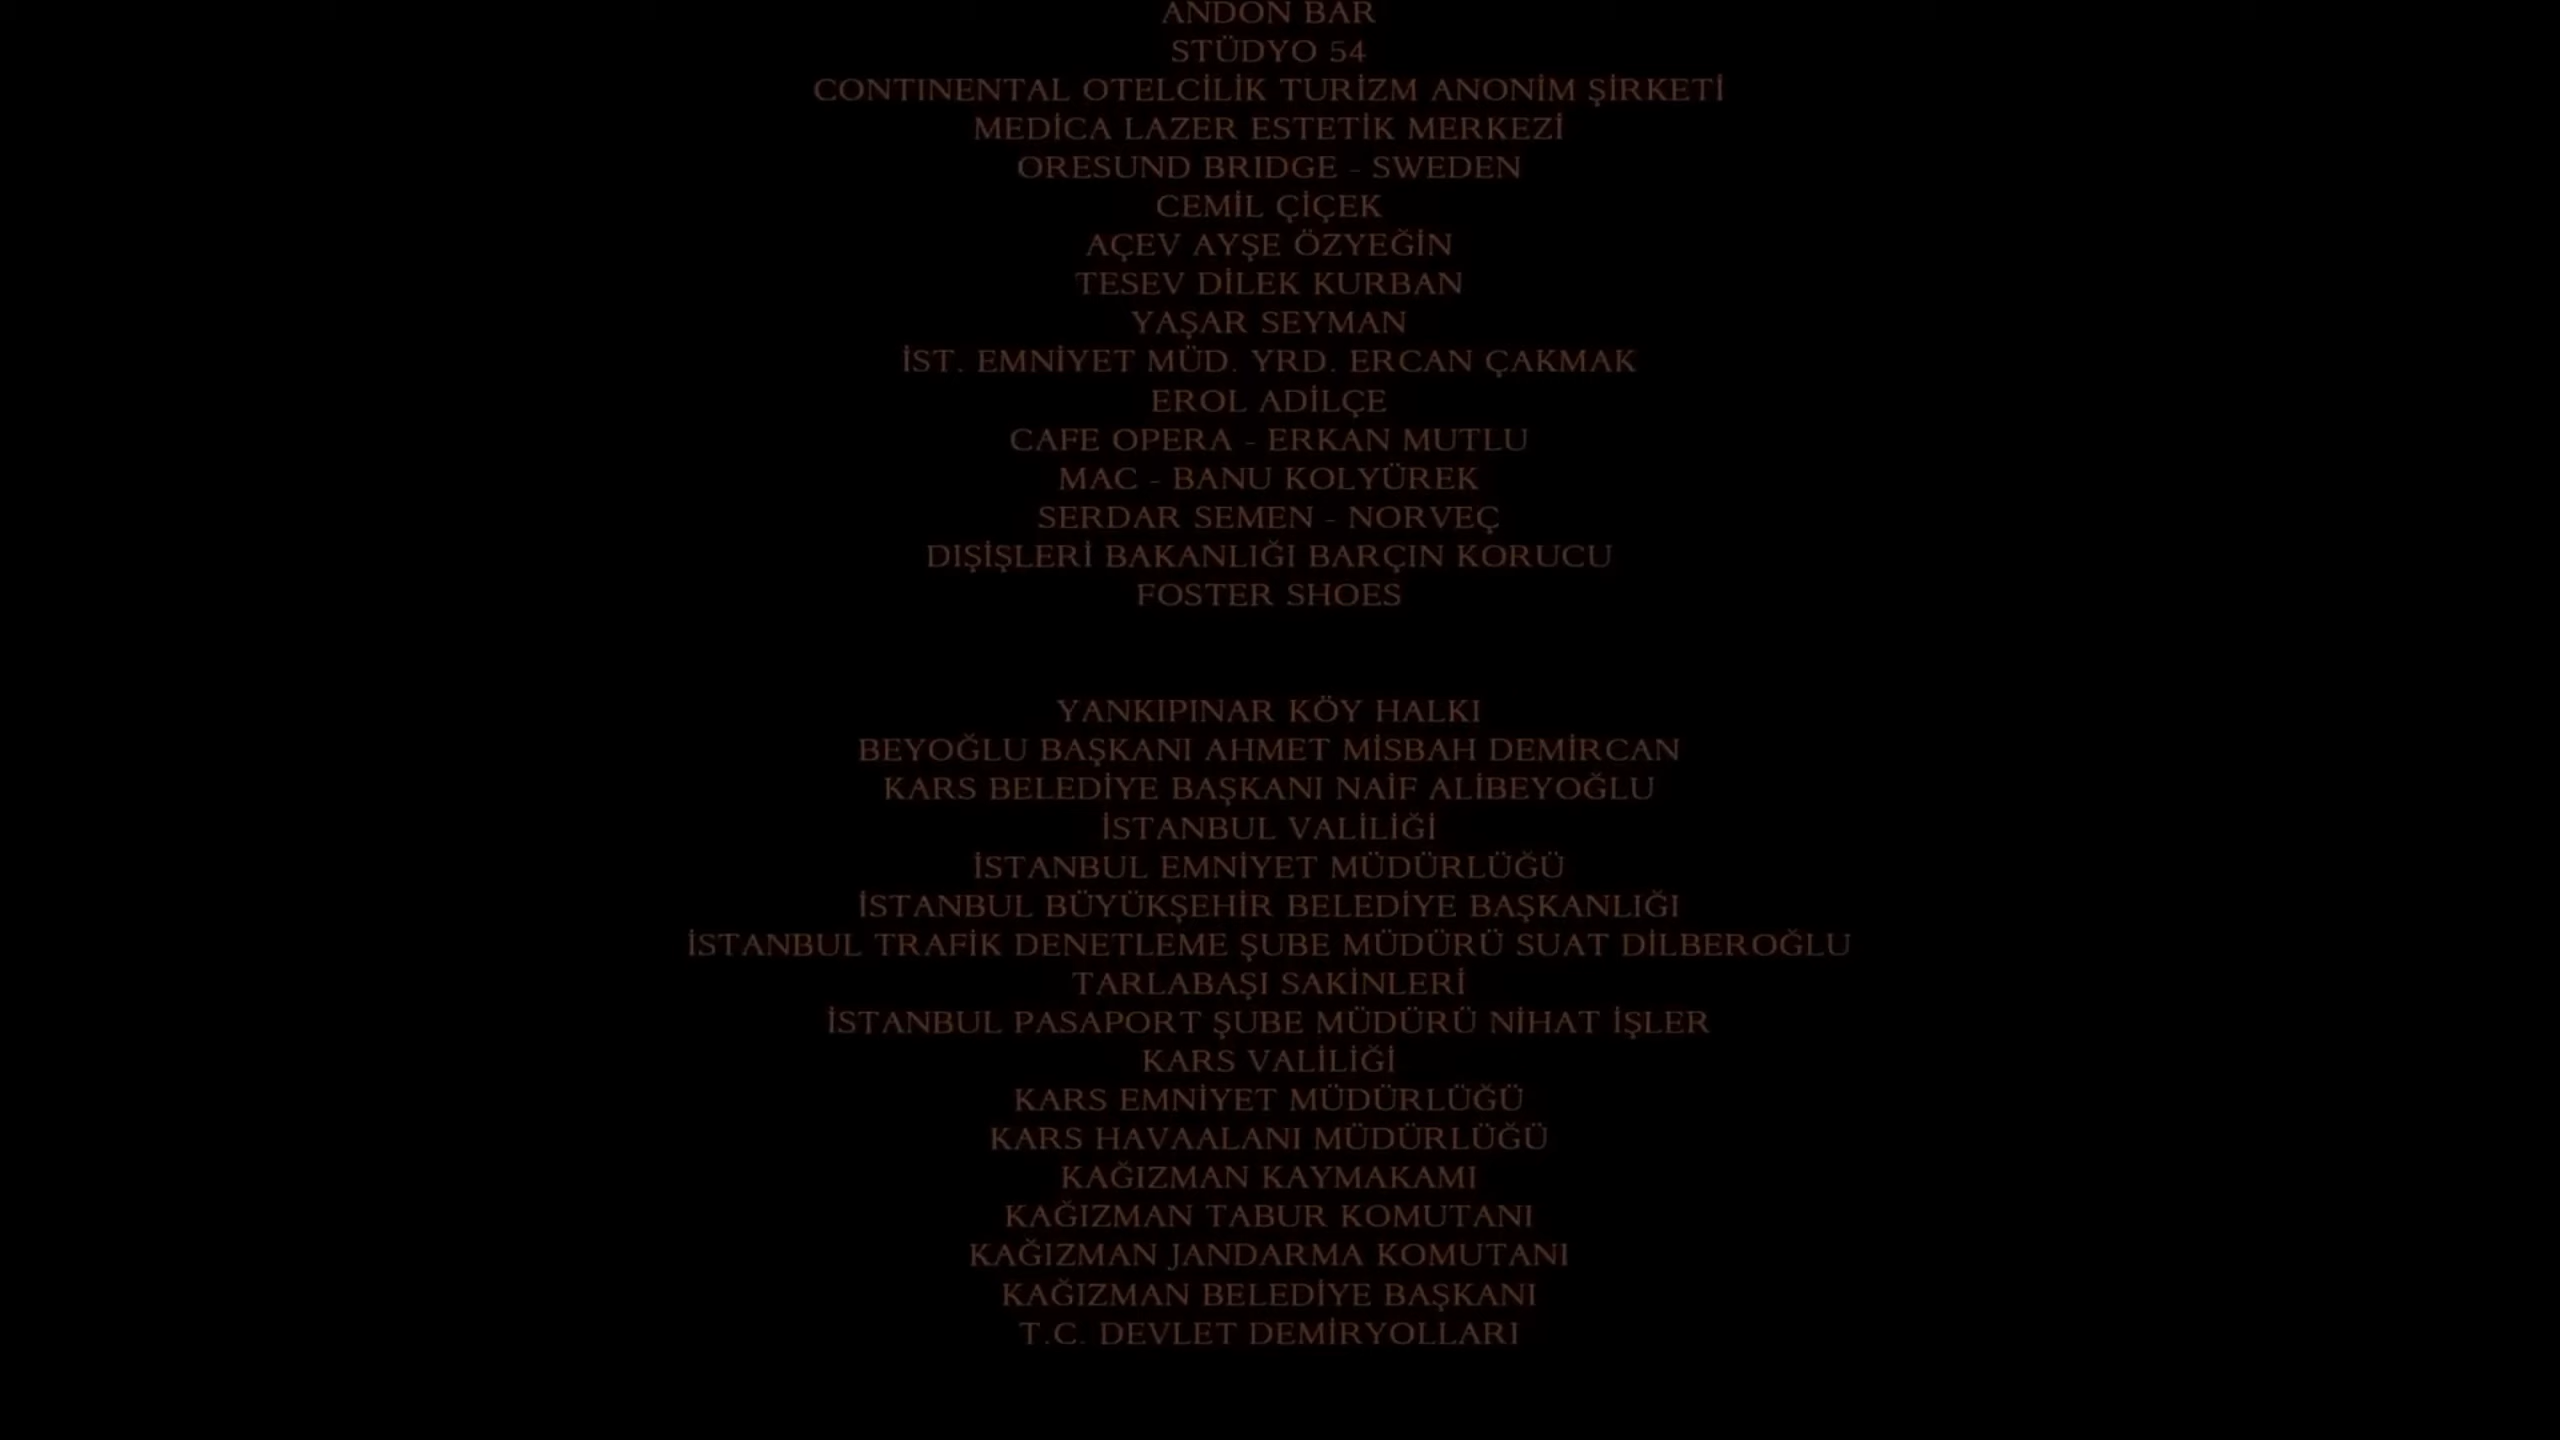 ANDON BAR
STÜDYO 54
CONTINENTAL OTELCİLİK TURİZM ANONİM ŞİRKETİ
MEDİCA LAZER ESTETİK MERKEZİ
ORESUND BRIDGE - SWEDEN
CEMİL ÇİÇEK
AÇEV AYŞE ÖZYEĞİN
TESEV DİLEK KURBAN
YAŞAR SEYMAN
İST. EMNİYET MÜD. YRD. ERCAN ÇAKMAK
EROL ADİLÇE
CAFE OPERA - ERKAN MUTLU
MAC - BANU KOLYÜREK
SERDAR SEMEN - NORVEÇ
DIŞİŞLERİ BAKANLIĞI BARÇIN KORUCU
FOSTER SHOES
YANKIPINAR KÖY HALKI
BEYOĞLU BAŞKANI AHMET MİSBAH DEMİRCAN
KARS BELEDİYE BAŞKANI NAİF ALİBEYOĞLU
İSTANBUL VALİLİĞİ
İSTANBUL EMNİYET MÜDÜRLÜĞÜ
İSTANBUL BÜYÜKŞEHİR BELEDİYE BAŞKANLIĞI
İSTANBUL TRAFİK DENETLEME ŞUBE MÜDÜRÜ SUAT DİLBEROĞLU
TARLABAŞI SAKİNLERİ
İSTANBUL PASAPORT ŞUBE MÜDÜRÜ NİHAT İŞLER
KARS VALİLİĞİ
KARS EMNİYET MÜDÜRLÜĞÜ
KARS HAVAALANI MÜDÜRLÜĞÜ
KAĞIZMAN KAYMAKAMI
KAĞIZMAN TABUR KOMUTANI
KAĞIZMAN JANDARMA KOMUTANI
KAĞIZMAN BELEDİYE BAŞKANI
T.C. DEVLET DEMİRYOLLARI